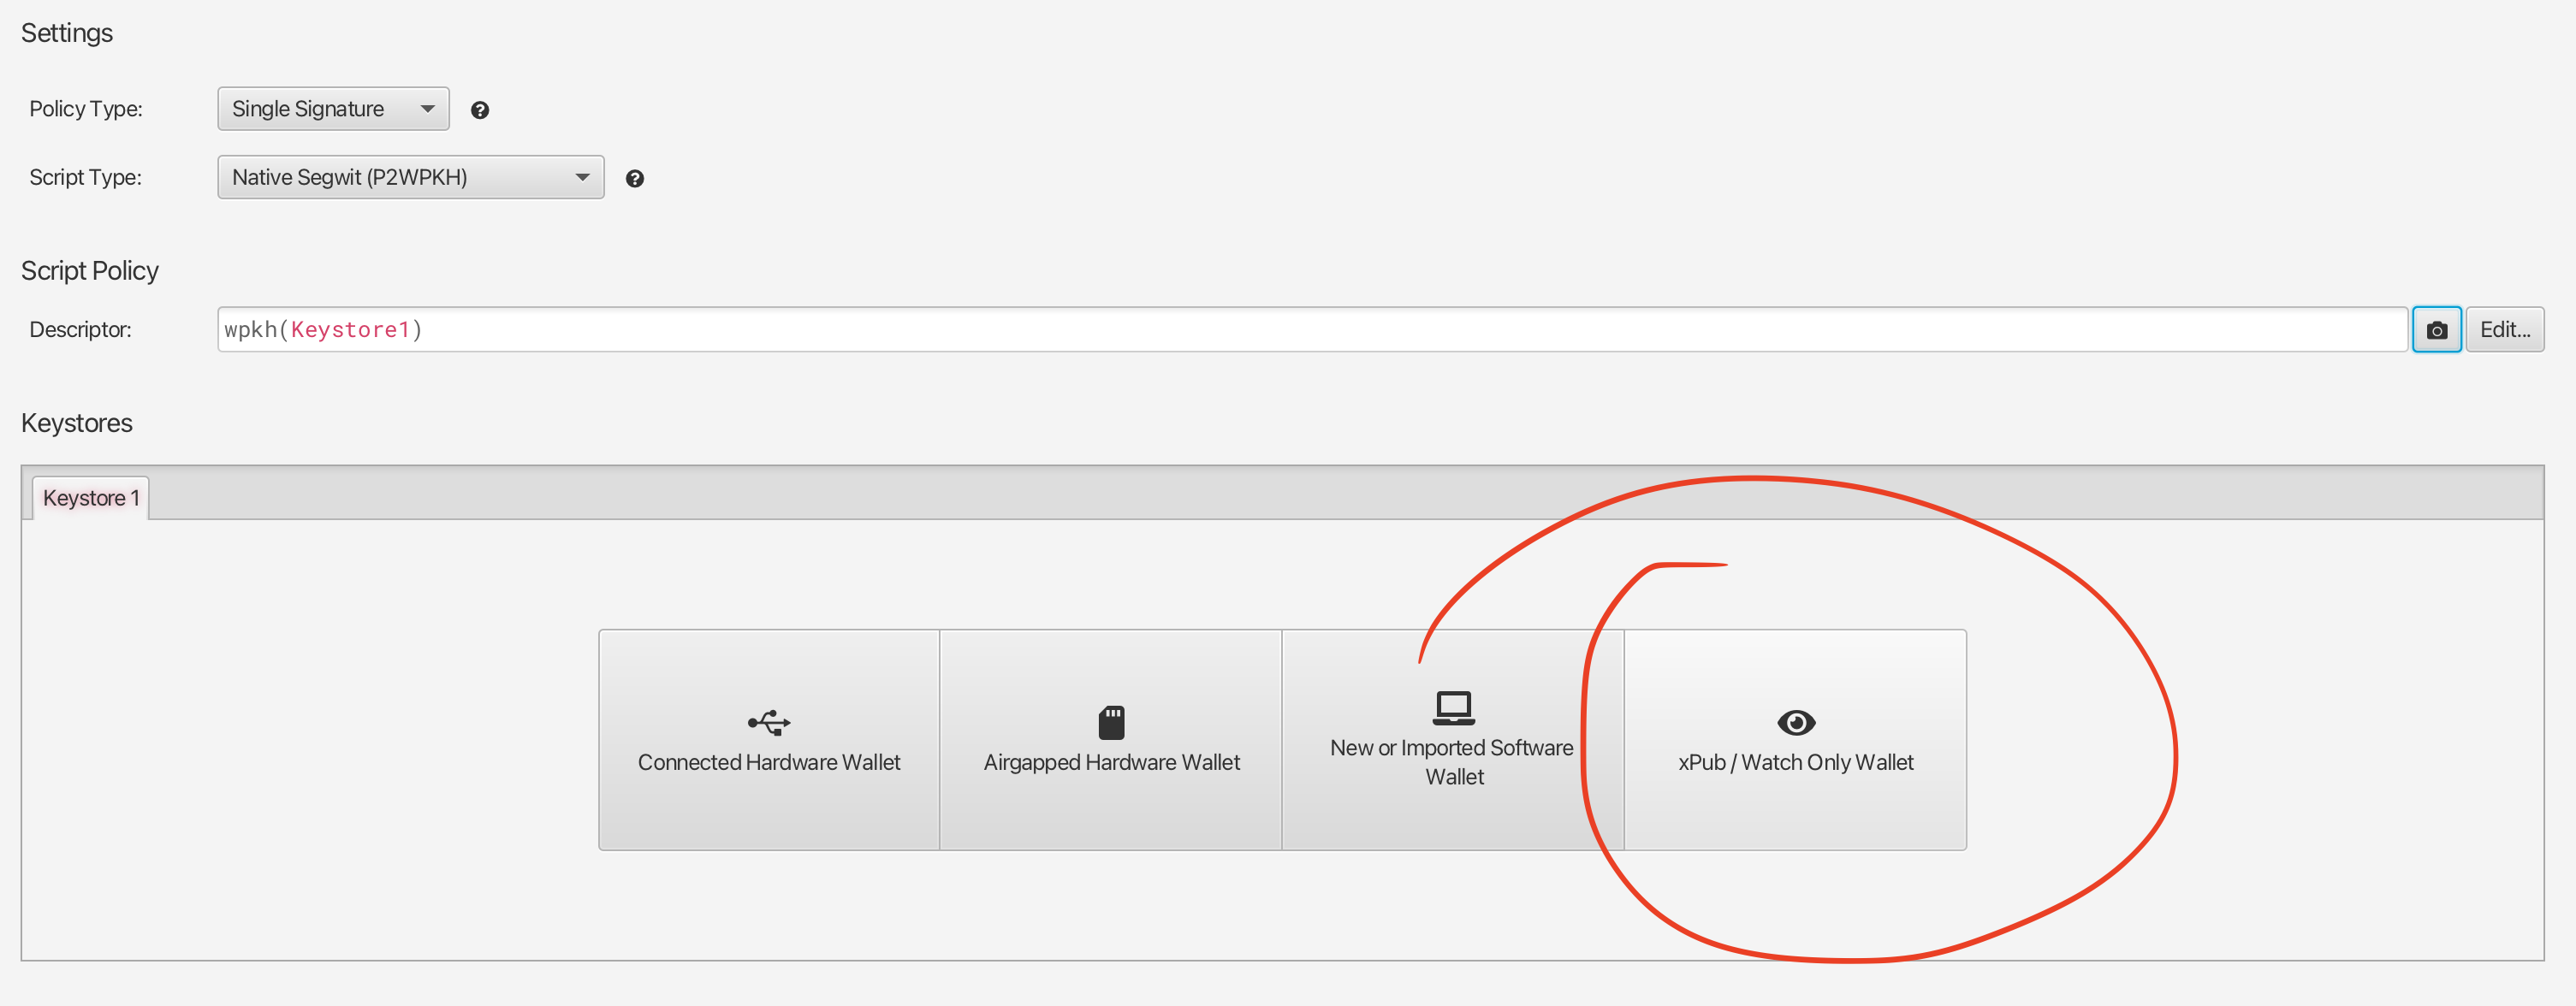 Settings
Policy Type: Single Signature
Script Type: Native Segwit (P2WPKH)
Script Policy
Descriptor: wpkh(Keystore1) Edit...
Keystores
Keystore 1
Connected Hardware Wallet
Airgapped Hardware Wallet
New or Imported Software
Wallet
xPub / Watch Only Wallet